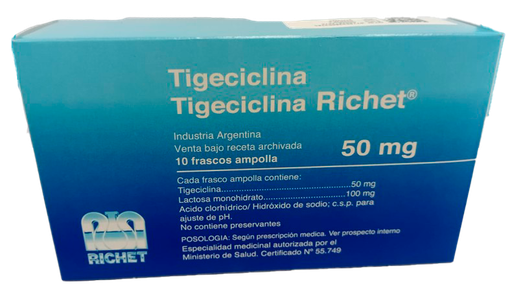 Tigeciclina
Tigeciclina Richet®
Industria Argentina
Venta bajo receta archivada
10 frascos ampolla
50 mg
Cada frasco ampolla contiene:
Tigeciclina..........................................50 mg
Lactosa monohidrato..........................100 mg
Acido clorhídrico/ Hidróxido de sodio; c.s.p. para
ajuste de pH.
No contiene preservantes
POSOLOGIA: Según prescripción medica. Ver prospecto interno
Especialidad medicinal autorizada por el
Ministerio de Salud. Certificado N° 55.749
RICHET